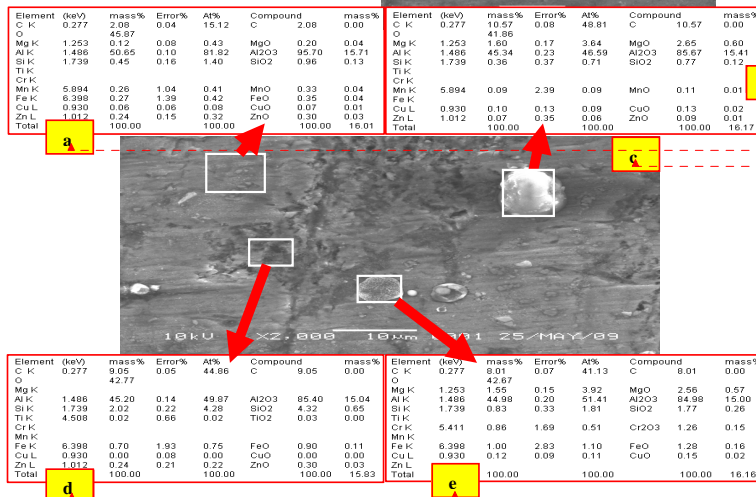 Element (keV) mass% Error% At% Compound mass%
C K 0.277 2.08 0.04 15.12 C 2.08 0.00
O 45.87
Mg K 1.253 0.12 0.08 0.43 MgO 0.20 0.04
Al K 1.486 50.65 0.10 81.82 Al2O3 95.70 15.71
Si K 1.739 0.45 0.16 1.40 SiO2 0.96 0.13
Ti K
Cr K
Mn K 5.894 0.26 1.04 0.41 MnO 0.33 0.04
Fe K 6.398 0.27 1.39 0.42 FeO 0.35 0.04
Cu L 0.930 0.06 0.06 0.08 CuO 0.07 0.01
Zn L 1.012 0.24 0.15 0.32 ZnO 0.30 0.03
Total 100.00 100.00 100.00 16.01
a
Element (keV) mass% Error% At% Compound mass%
C K 0.277 10.57 0.08 48.81 C 10.57 0.00
O 41.86
Mg K 1.253 1.60 0.17 3.64 MgO 2.65 0.60
Al K 1.486 45.34 0.23 46.59 Al2O3 85.67 15.41
Si K 1.739 0.36 0.37 0.71 SiO2 0.77 0.12
Ti K
Cr K
Mn K 5.894 0.09 2.39 0.09 MnO 0.11 0.01
Fe K
Cu L 0.930 0.10 0.13 0.09 CuO 0.13 0.02
Zn L 1.012 0.07 0.35 0.06 ZnO 0.09 0.01
Total 100.00 100.00 100.00 16.17
c
10kU X2,000 10μm 0001 25/MAY/09
Element (keV) mass% Error% At% Compound mass%
C K 0.277 9.05 0.05 44.86 C 9.05 0.00
O 42.77
Mg K
Al K 1.486 45.20 0.14 49.87 Al2O3 85.40 15.04
Si K 1.739 2.02 0.22 4.28 SiO2 4.32 0.65
Ti K 4.508 0.02 0.66 0.02 TiO2 0.03 0.00
Cr K
Mn K
Fe K 6.398 0.70 1.93 0.75 FeO 0.90 0.11
Cu L 0.930 0.00 0.08 0.00 CuO 0.00 0.00
Zn L 1.012 0.24 0.21 0.22 ZnO 0.30 0.03
Total 100.00 100.00 100.00 15.83
d
Element (keV) mass% Error% At% Compound mass%
C K 0.277 8.01 0.07 41.13 C 8.01 0.00
O 42.67
Mg K 1.253 1.55 0.15 3.92 MgO 2.56 0.57
Al K 1.486 44.98 0.20 51.41 Al2O3 84.98 15.00
Si K 1.739 0.83 0.33 1.81 SiO2 1.77 0.26
Ti K
Cr K 5.411 0.86 1.69 0.51 Cr2O3 1.26 0.15
Mn K
Fe K 6.398 1.00 2.83 1.10 FeO 1.28 0.16
Cu L 0.930 0.12 0.09 0.11 CuO 0.15 0.02
Zn L
Total 100.00 100.00 100.00 16.16
e